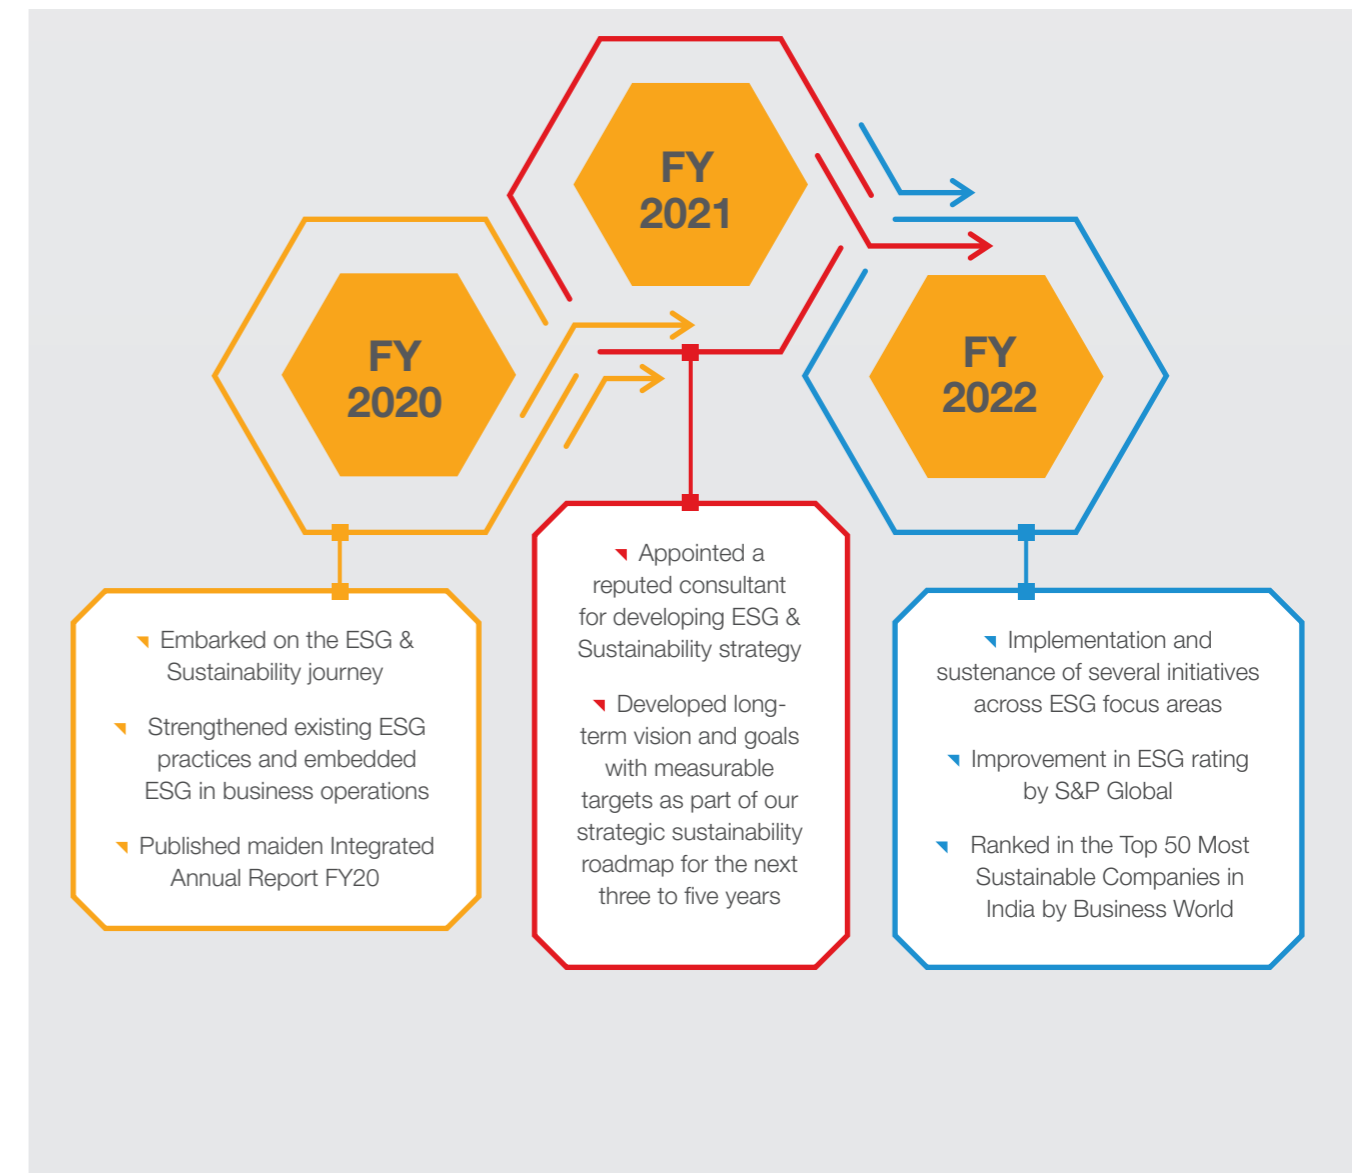 FY
2020
FY
2021
FY
2022
Embarked on the ESG &
Sustainability journey
Strengthened existing ESG
practices and embedded
ESG in business operations
Published maiden Integrated
Annual Report FY20
Appointed a
reputed consultant
for developing ESG &
Sustainability strategy
Developed long-
term vision and goals
with measurable
targets as part of our
strategic sustainability
roadmap for the next
three to five years
Implementation and
sustenance of several initiatives
across ESG focus areas
Improvement in ESG rating
by S&P Global
Ranked in the Top 50 Most
Sustainable Companies in
India by Business World